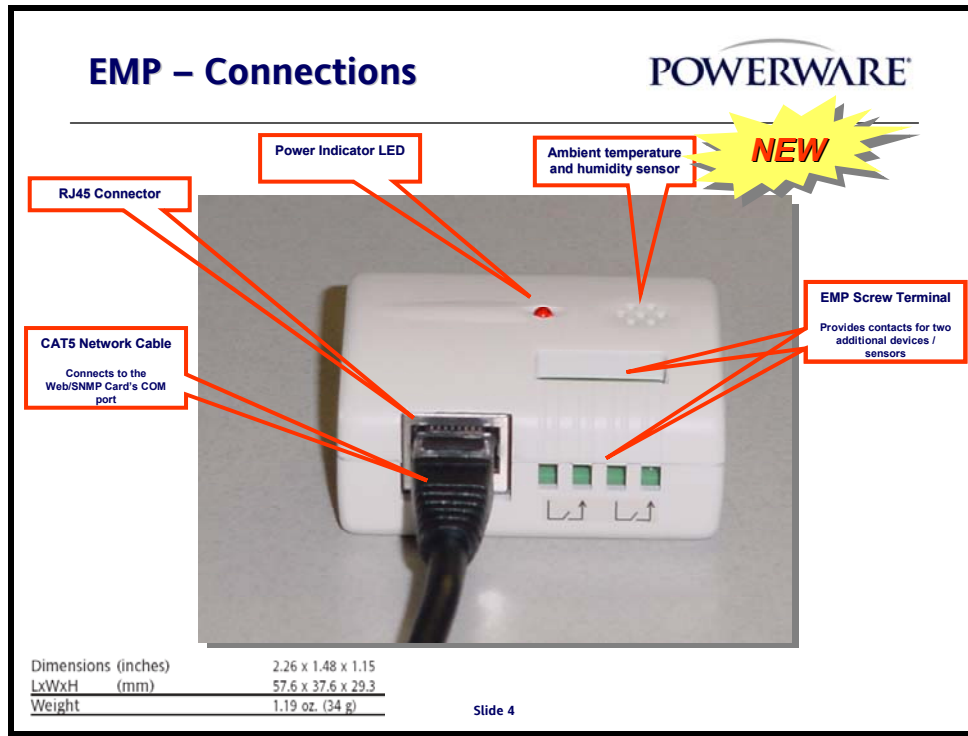 EMP – Connections
POWERWARE®
NEW
Power Indicator LED
Ambient temperature
and humidity sensor
RJ45 Connector
EMP Screw Terminal
Provides contacts for two
additional devices /
sensors
CAT5 Network Cable
Connects to the
Web/SNMP Card's COM
port
Dimensions (inches) 2.26 x 1.48 x 1.15
LxWxH (mm) 57.6 x 37.6 x 29.3
Weight 1.19 oz. (34 g)
Slide 4